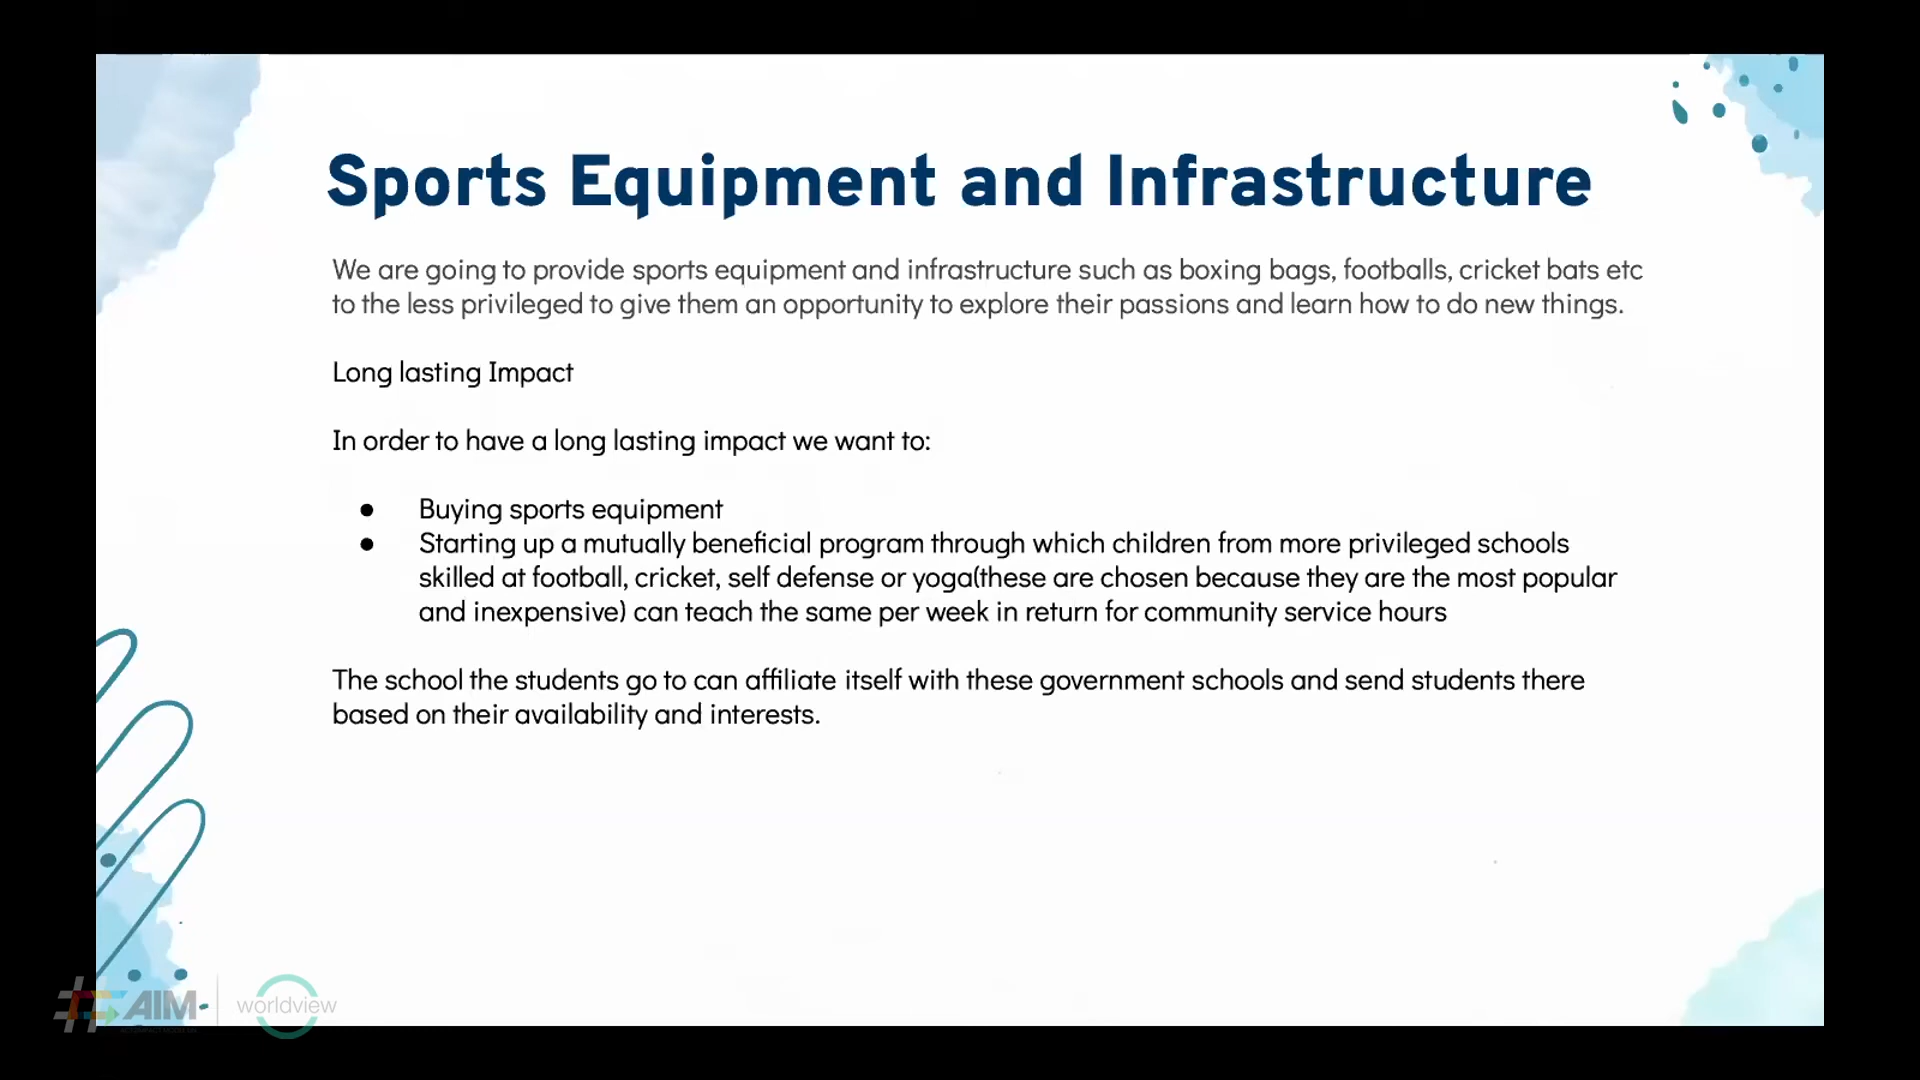 Sports Equipment and Infrastructure
We are going to provide sports equipment and infrastructure such as boxing bags, footballs, cricket bats etc
to the less privileged to give them an opportunity to explore their passions and learn how to do new things.
Long lasting Impact
In order to have a long lasting impact we want to:
● Buying sports equipment
● Starting up a mutually beneficial program through which children from more privileged schools
skilled at football, cricket, self defense or yoga(these are chosen because they are the most popular
and inexpensive) can teach the same per week in return for community service hours
The school the students go to can affiliate itself with these government schools and send students there
based on their availability and interests.
AIM
worldview